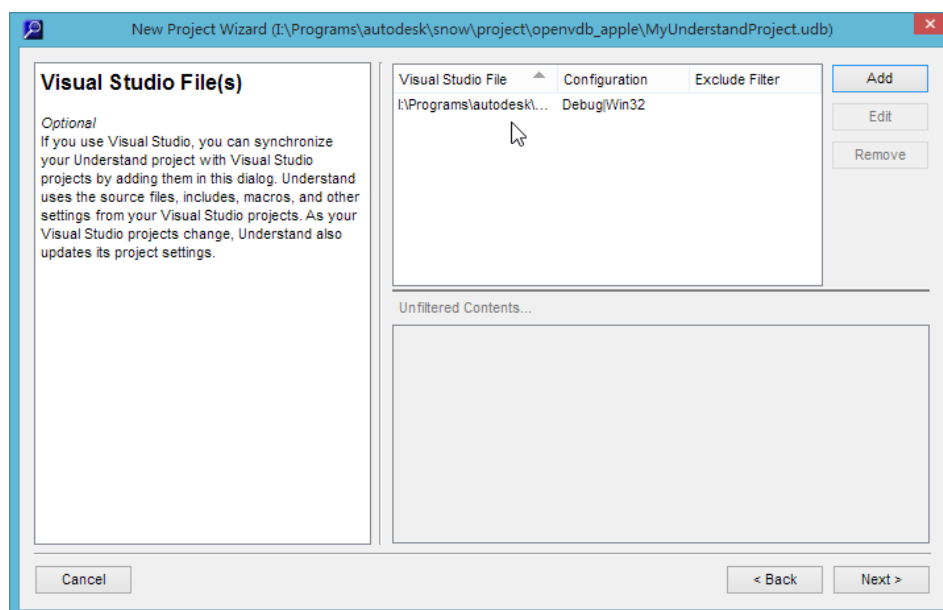 New Project Wizard (I:\Programs\autodesk\snow\project\openvdb_apple\MyUnderstandProject.udb)
Visual Studio File(s)
Optional
If you use Visual Studio, you can synchronize
your Understand project with Visual Studio
projects by adding them in this dialog. Understand
uses the source files, includes, macros, and other
settings from your Visual Studio projects. As your
Visual Studio projects change, Understand also
updates its project settings.
Visual Studio File Configuration Exclude Filter
I:\Programs\autodesk\... Debug|Win32
Add
Edit
Remove
Unfiltered Contents...
Cancel
< Back
Next >